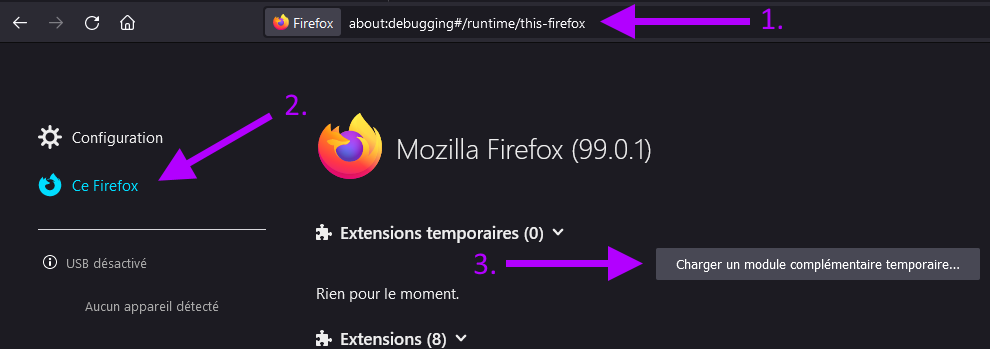 Firefox about:debugging#/runtime/this-firefox 1.
2.
Configuration
Mozilla Firefox (99.0.1)
Ce Firefox
Extensions temporaires (0)
3. Charger un module complémentaire temporaire...
USB désactivé
Rien pour le moment.
Aucun appareil détecté
Extensions (8)